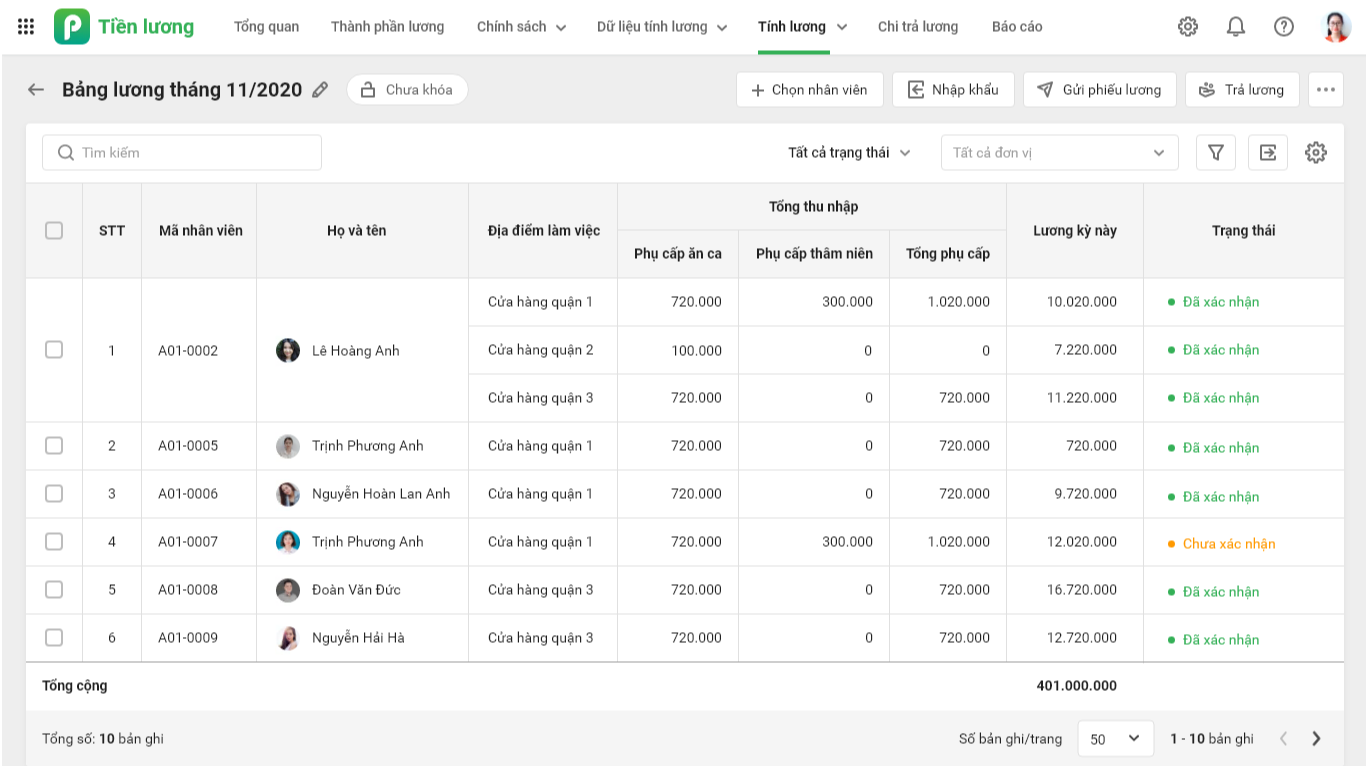 Tiền lương Tổng quan Thành phần lương Chính sách Dữ liệu tính lương Tính lương Chi trả lương Báo cáo
Bảng lương tháng 11/2020 Chưa khóa Chọn nhân viên Nhập khẩu Gửi phiếu lương Trả lương
Tìm kiếm Tất cả trạng thái Tất cả đơn vị
STT Mã nhân viên Họ và tên Địa điểm làm việc Tổng thu nhập Lương kỳ này Trạng thái
Phụ cấp ăn ca Phụ cấp thâm niên Tổng phụ cấp
Cửa hàng quận 1 720.000 300.000 1.020.000 10.020.000 Đã xác nhận
1 A01-0002 Lê Hoàng Anh Cửa hàng quận 2 100.000 0 0 7.220.000 Đã xác nhận
Cửa hàng quận 3 720.000 0 720.000 11.220.000 Đã xác nhận
2 A01-0005 Trịnh Phương Anh Cửa hàng quận 1 720.000 0 720.000 720.000 Đã xác nhận
3 A01-0006 Nguyễn Hoàn Lan Anh Cửa hàng quận 1 720.000 0 720.000 9.720.000 Đã xác nhận
4 A01-0007 Trịnh Phương Anh Cửa hàng quận 1 720.000 300.000 1.020.000 12.020.000 Chưa xác nhận
5 A01-0008 Đoàn Văn Đức Cửa hàng quận 3 720.000 0 720.000 16.720.000 Đã xác nhận
6 A01-0009 Nguyễn Hải Hà Cửa hàng quận 3 720.000 0 720.000 12.720.000 Đã xác nhận
Tổng cộng 401.000.000
Tổng số: 10 bản ghi Số bản ghi/trang 50 1 - 10 bản ghi